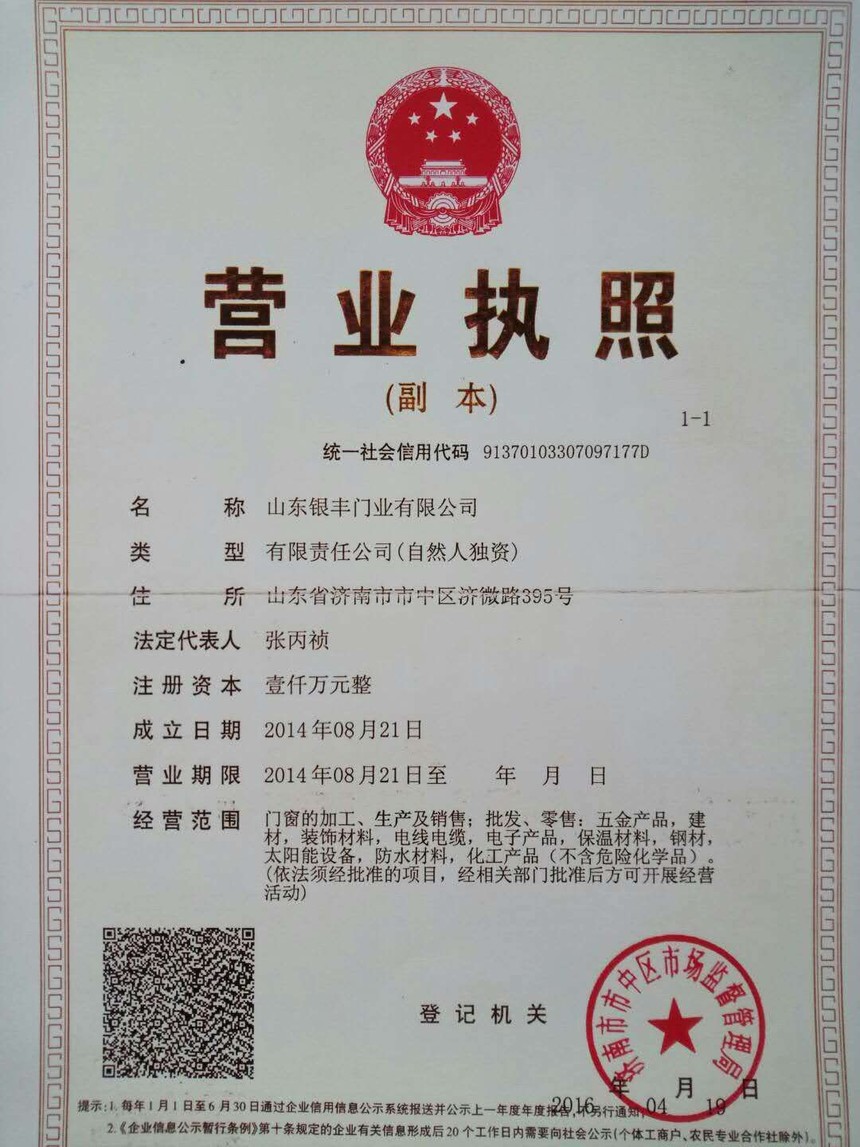 营业执照
(副 本)
1-1
统一社会信用代码 91370103307097177D
名 称 山东银丰门业有限公司
类 型 有限责任公司(自然人独资)
住 所 山东省济南市市中区济微路395号
法定代表人 张丙祯
注册资本 壹仟万元整
成立日期 2014年08月21日
营业期限 2014年08月21日至 年 月 日
经营范围 门窗的加工、生产及销售；批发、零售：五金产品，建
材，装饰材料，电线电缆，电子产品，保温材料，钢材，
太阳能设备，防水材料，化工产品（不含危险化学品）。
(依法须经批准的项目，经相关部门批准后方可开展经营
活动)
登记机关
济南市市中区市场监督管理局
2016年04月19日
提示:1.每年1月1日至6月30日通过企业信用信息公示系统报送并公示上一年度年度报告,不另行通知;
2.《企业信息公示暂行条例》第十条规定的企业有关信息形成后20个工作日内需要向社会公示(个体工商户、农民专业合作社除外)。